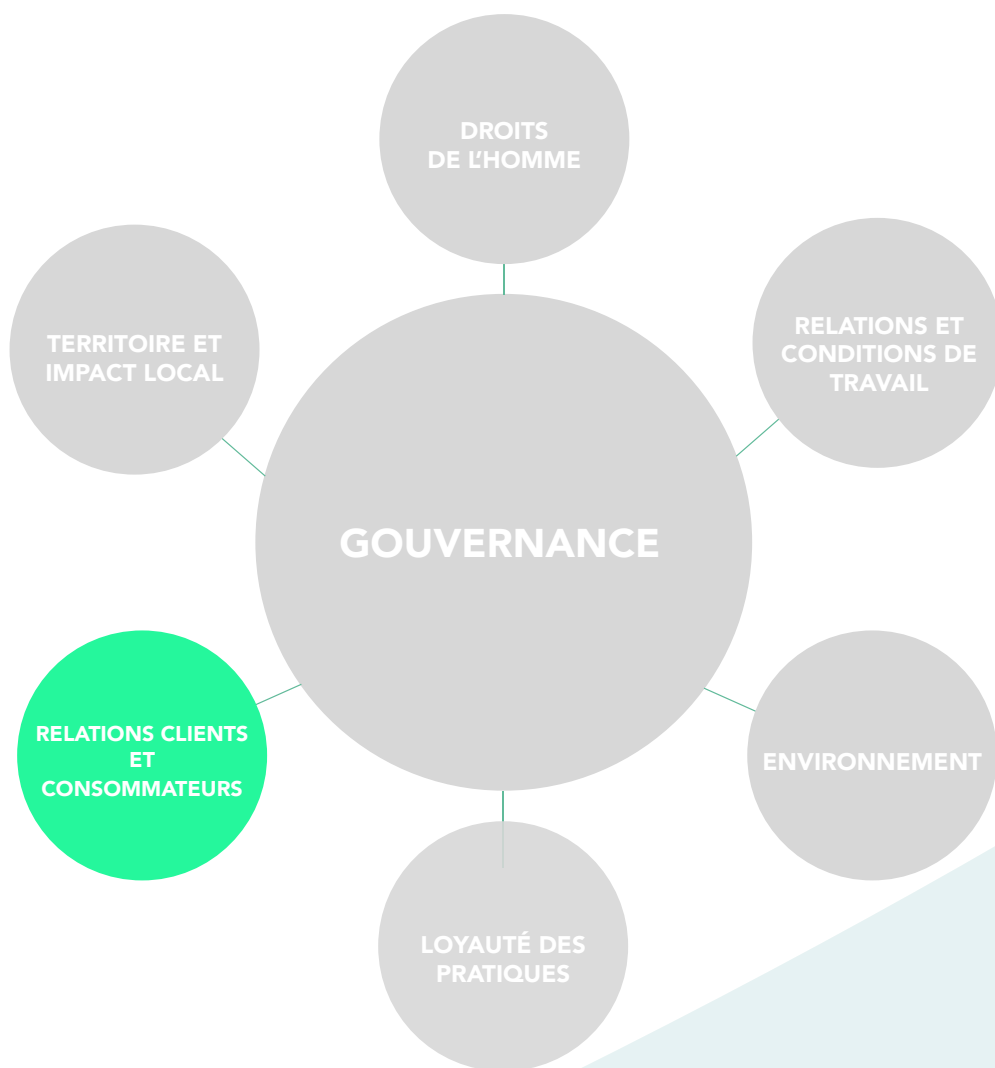 DROITS
DE L'HOMME
TERRITOIRE ET
IMPACT LOCAL
RELATIONS ET
CONDITIONS DE
TRAVAIL
GOUVERNANCE
RELATIONS CLIENTS
ET
CONSOMMATEURS
ENVIRONNEMENT
LOYAUTÉ DES
PRATIQUES